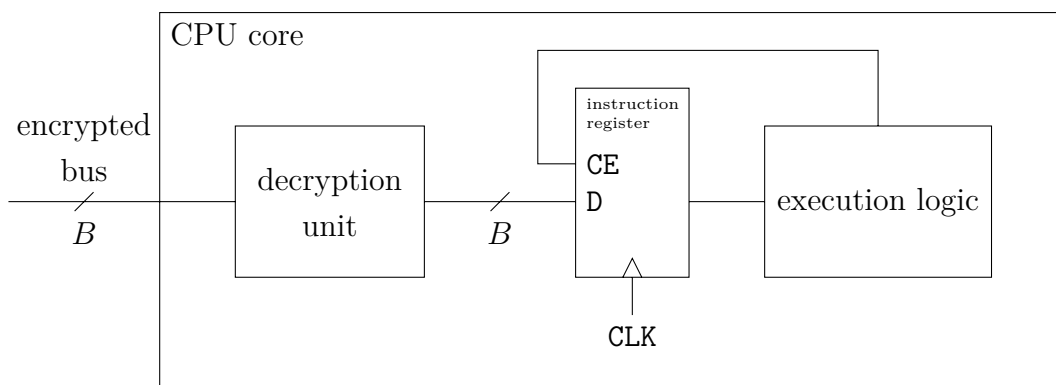 CPU core
encrypted
bus
B
decryption
unit
B
instruction
register
CE
D
CLK
execution logic